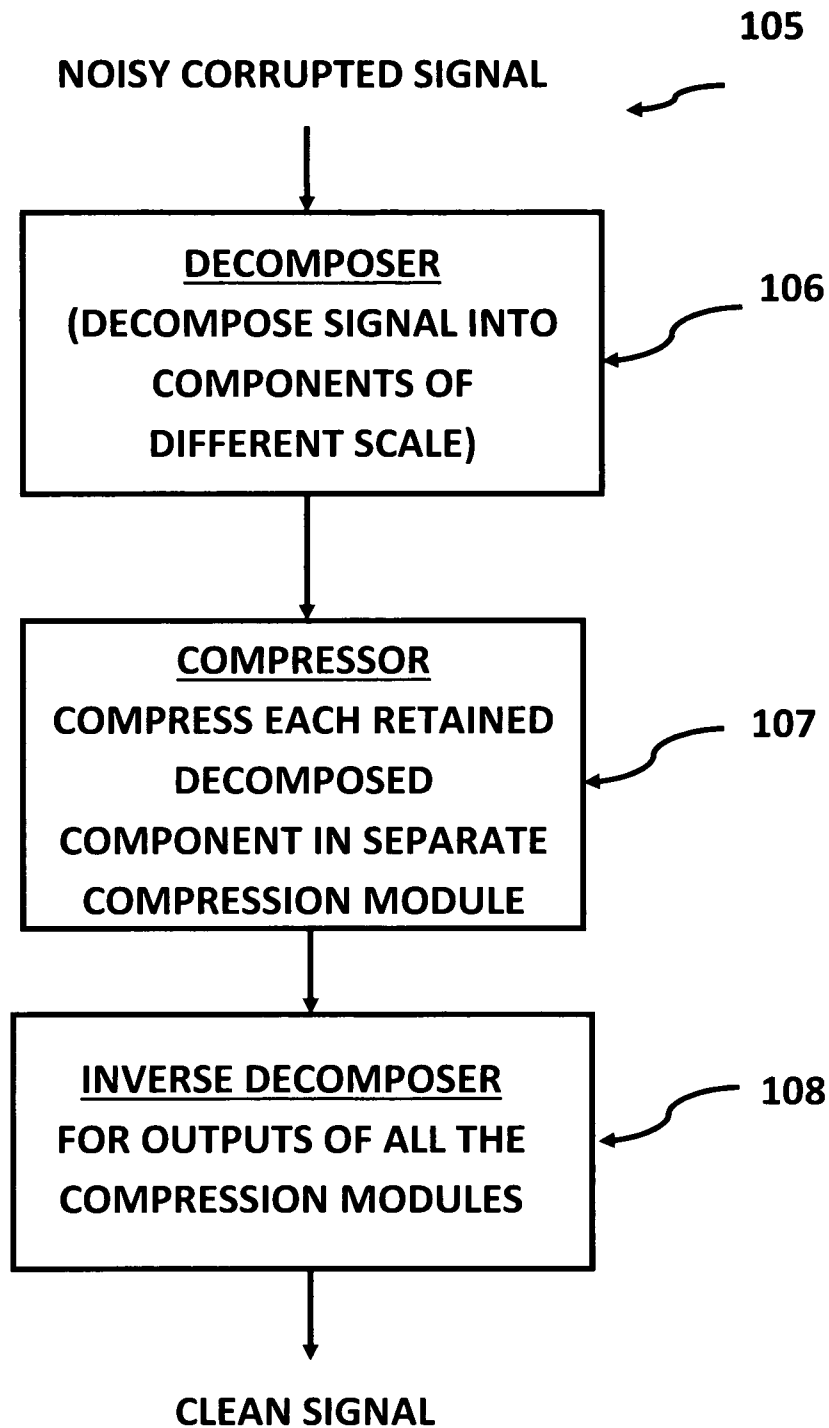 105
NOISY CORRUPTED SIGNAL
DECOMPOSER
(DECOMPOSE SIGNAL INTO
COMPONENTS OF
DIFFERENT SCALE)
106
COMPRESSOR
COMPRESS EACH RETAINED
DECOMPOSED
COMPONENT IN SEPARATE
COMPRESSION MODULE
107
INVERSE DECOMPOSER
FOR OUTPUTS OF ALL THE
COMPRESSION MODULES
108
CLEAN SIGNAL